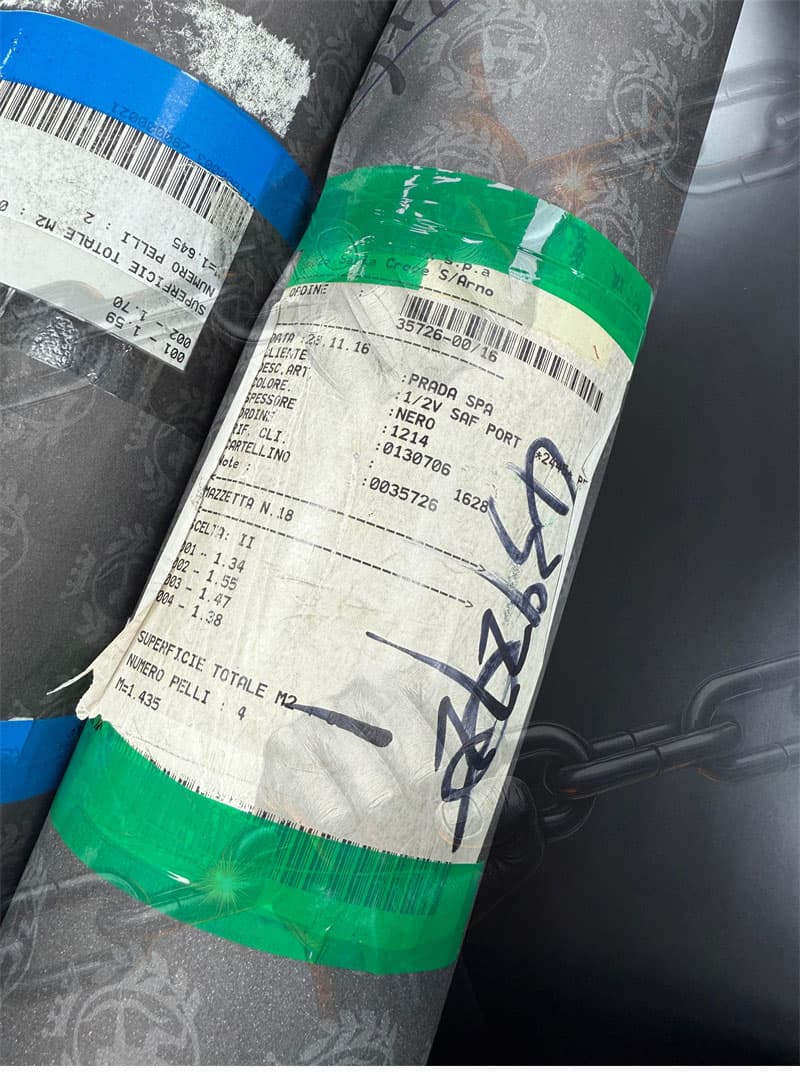 SUPERFICIE TOTALE M2 : 0
NUMERO PELLI : 2
M=1.645
001 - 1.59
002 - 1.70
S.p.a
Croce S/Arno
ORDINE :
35726-00/16
DATA :23.11.16
CLIENTE :PRADA SPA
DESC.ART. :1/2V SAF PORT
COLORE. :NERO
SPESSORE :1214
ORDINE :0130706
RIF. CLI. : 1628
CARTELLINO :0035726
Note :
MAZZETTA N.18
SCELTA: II
001 - 1.34
002 - 1.55
003 - 1.47
004 - 1.38
SUPERFICIE TOTALE M2
NUMERO PELLI : 4
M=1.435